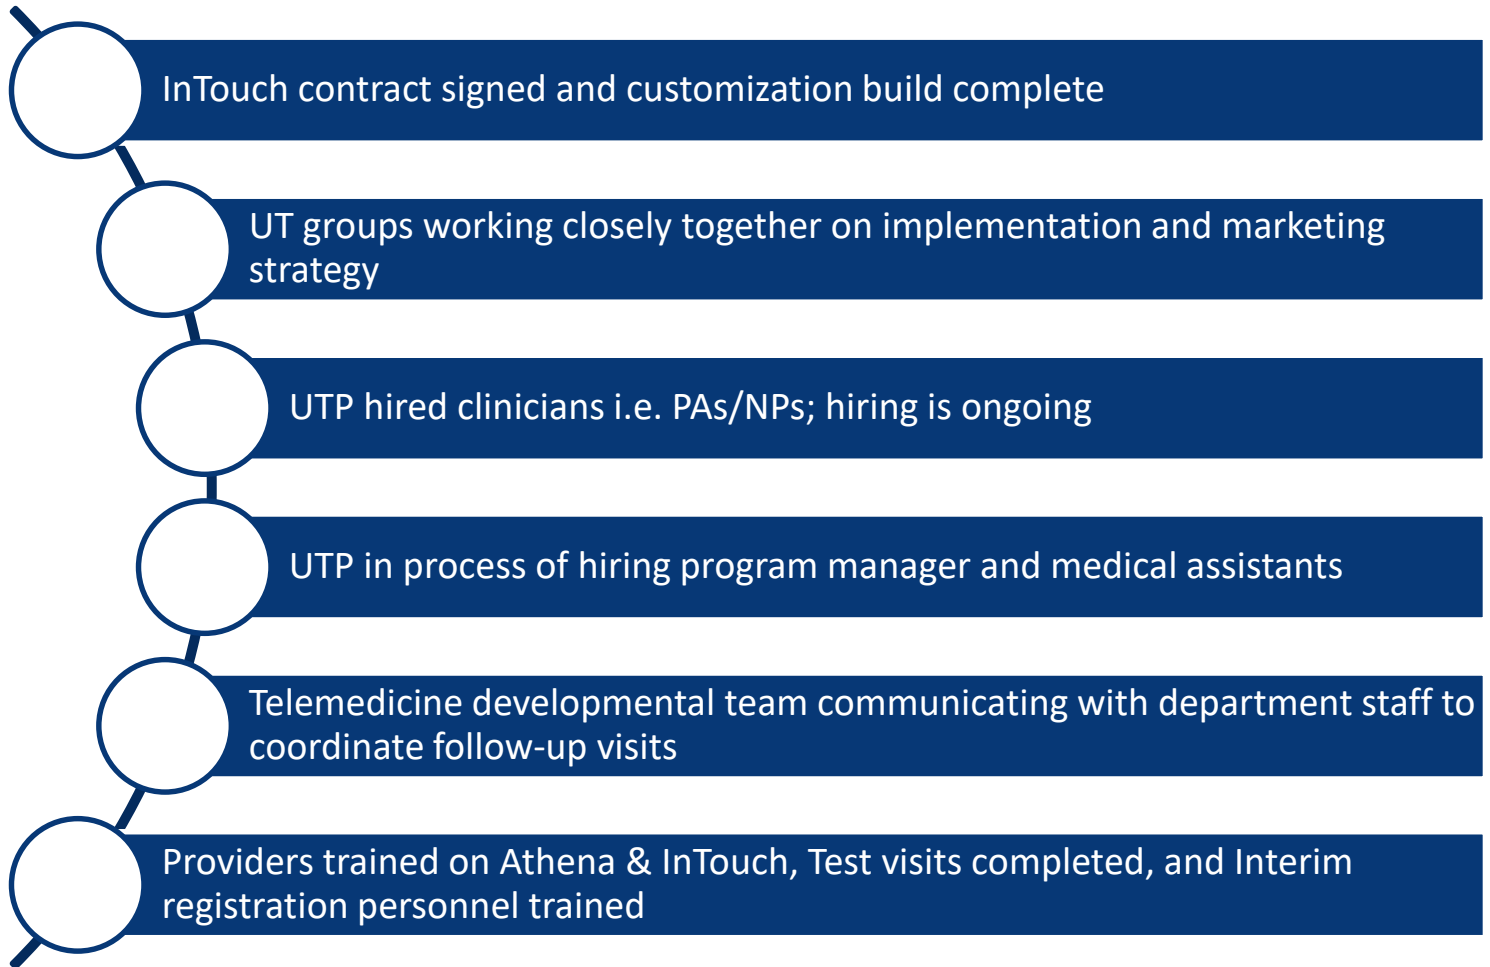 InTouch contract signed and customization build complete
UT groups working closely together on implementation and marketing
strategy
UTP hired clinicians i.e. PAs/NPs; hiring is ongoing
UTP in process of hiring program manager and medical assistants
Telemedicine developmental team communicating with department staff to
coordinate follow-up visits
Providers trained on Athena & InTouch, Test visits completed, and Interim
registration personnel trained